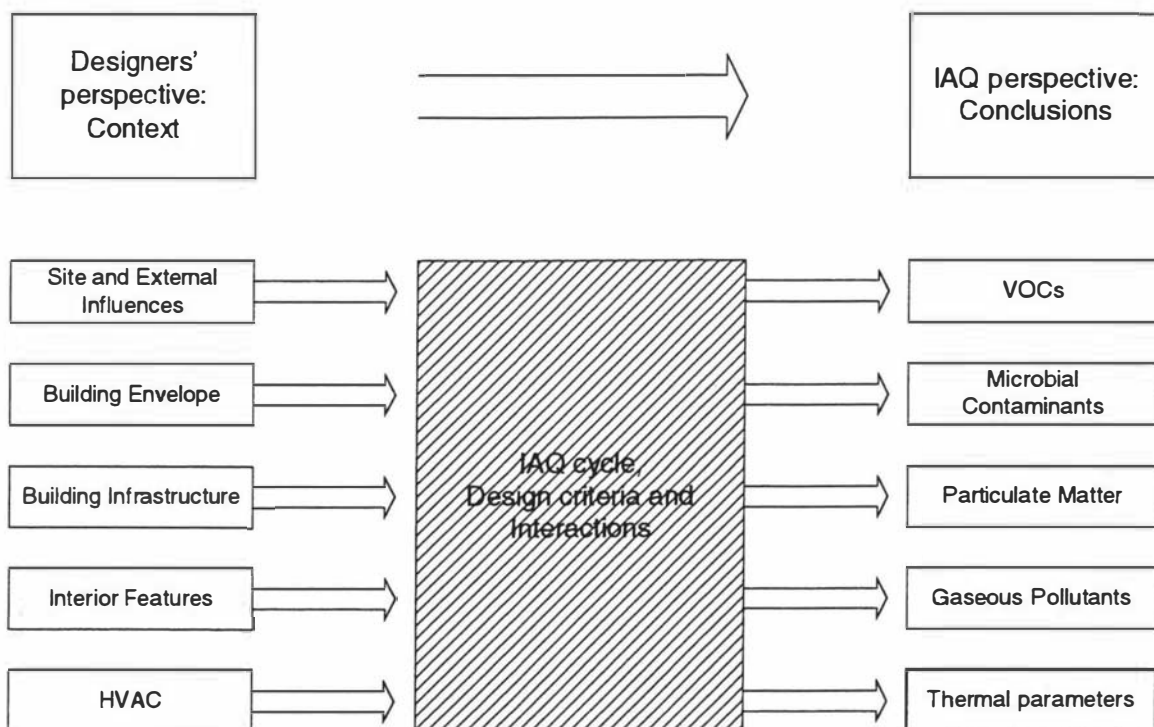 Designers'
perspective:
Context
IAQ perspective:
Conclusions
Site and External
Influences
VOCs
Building Envelope
Microbial
Contaminants
IAQ cycle,
Design criteria and
Interactions
Building Infrastructure
Particulate Matter
Interior Features
Gaseous Pollutants
HVAC
Thermal parameters